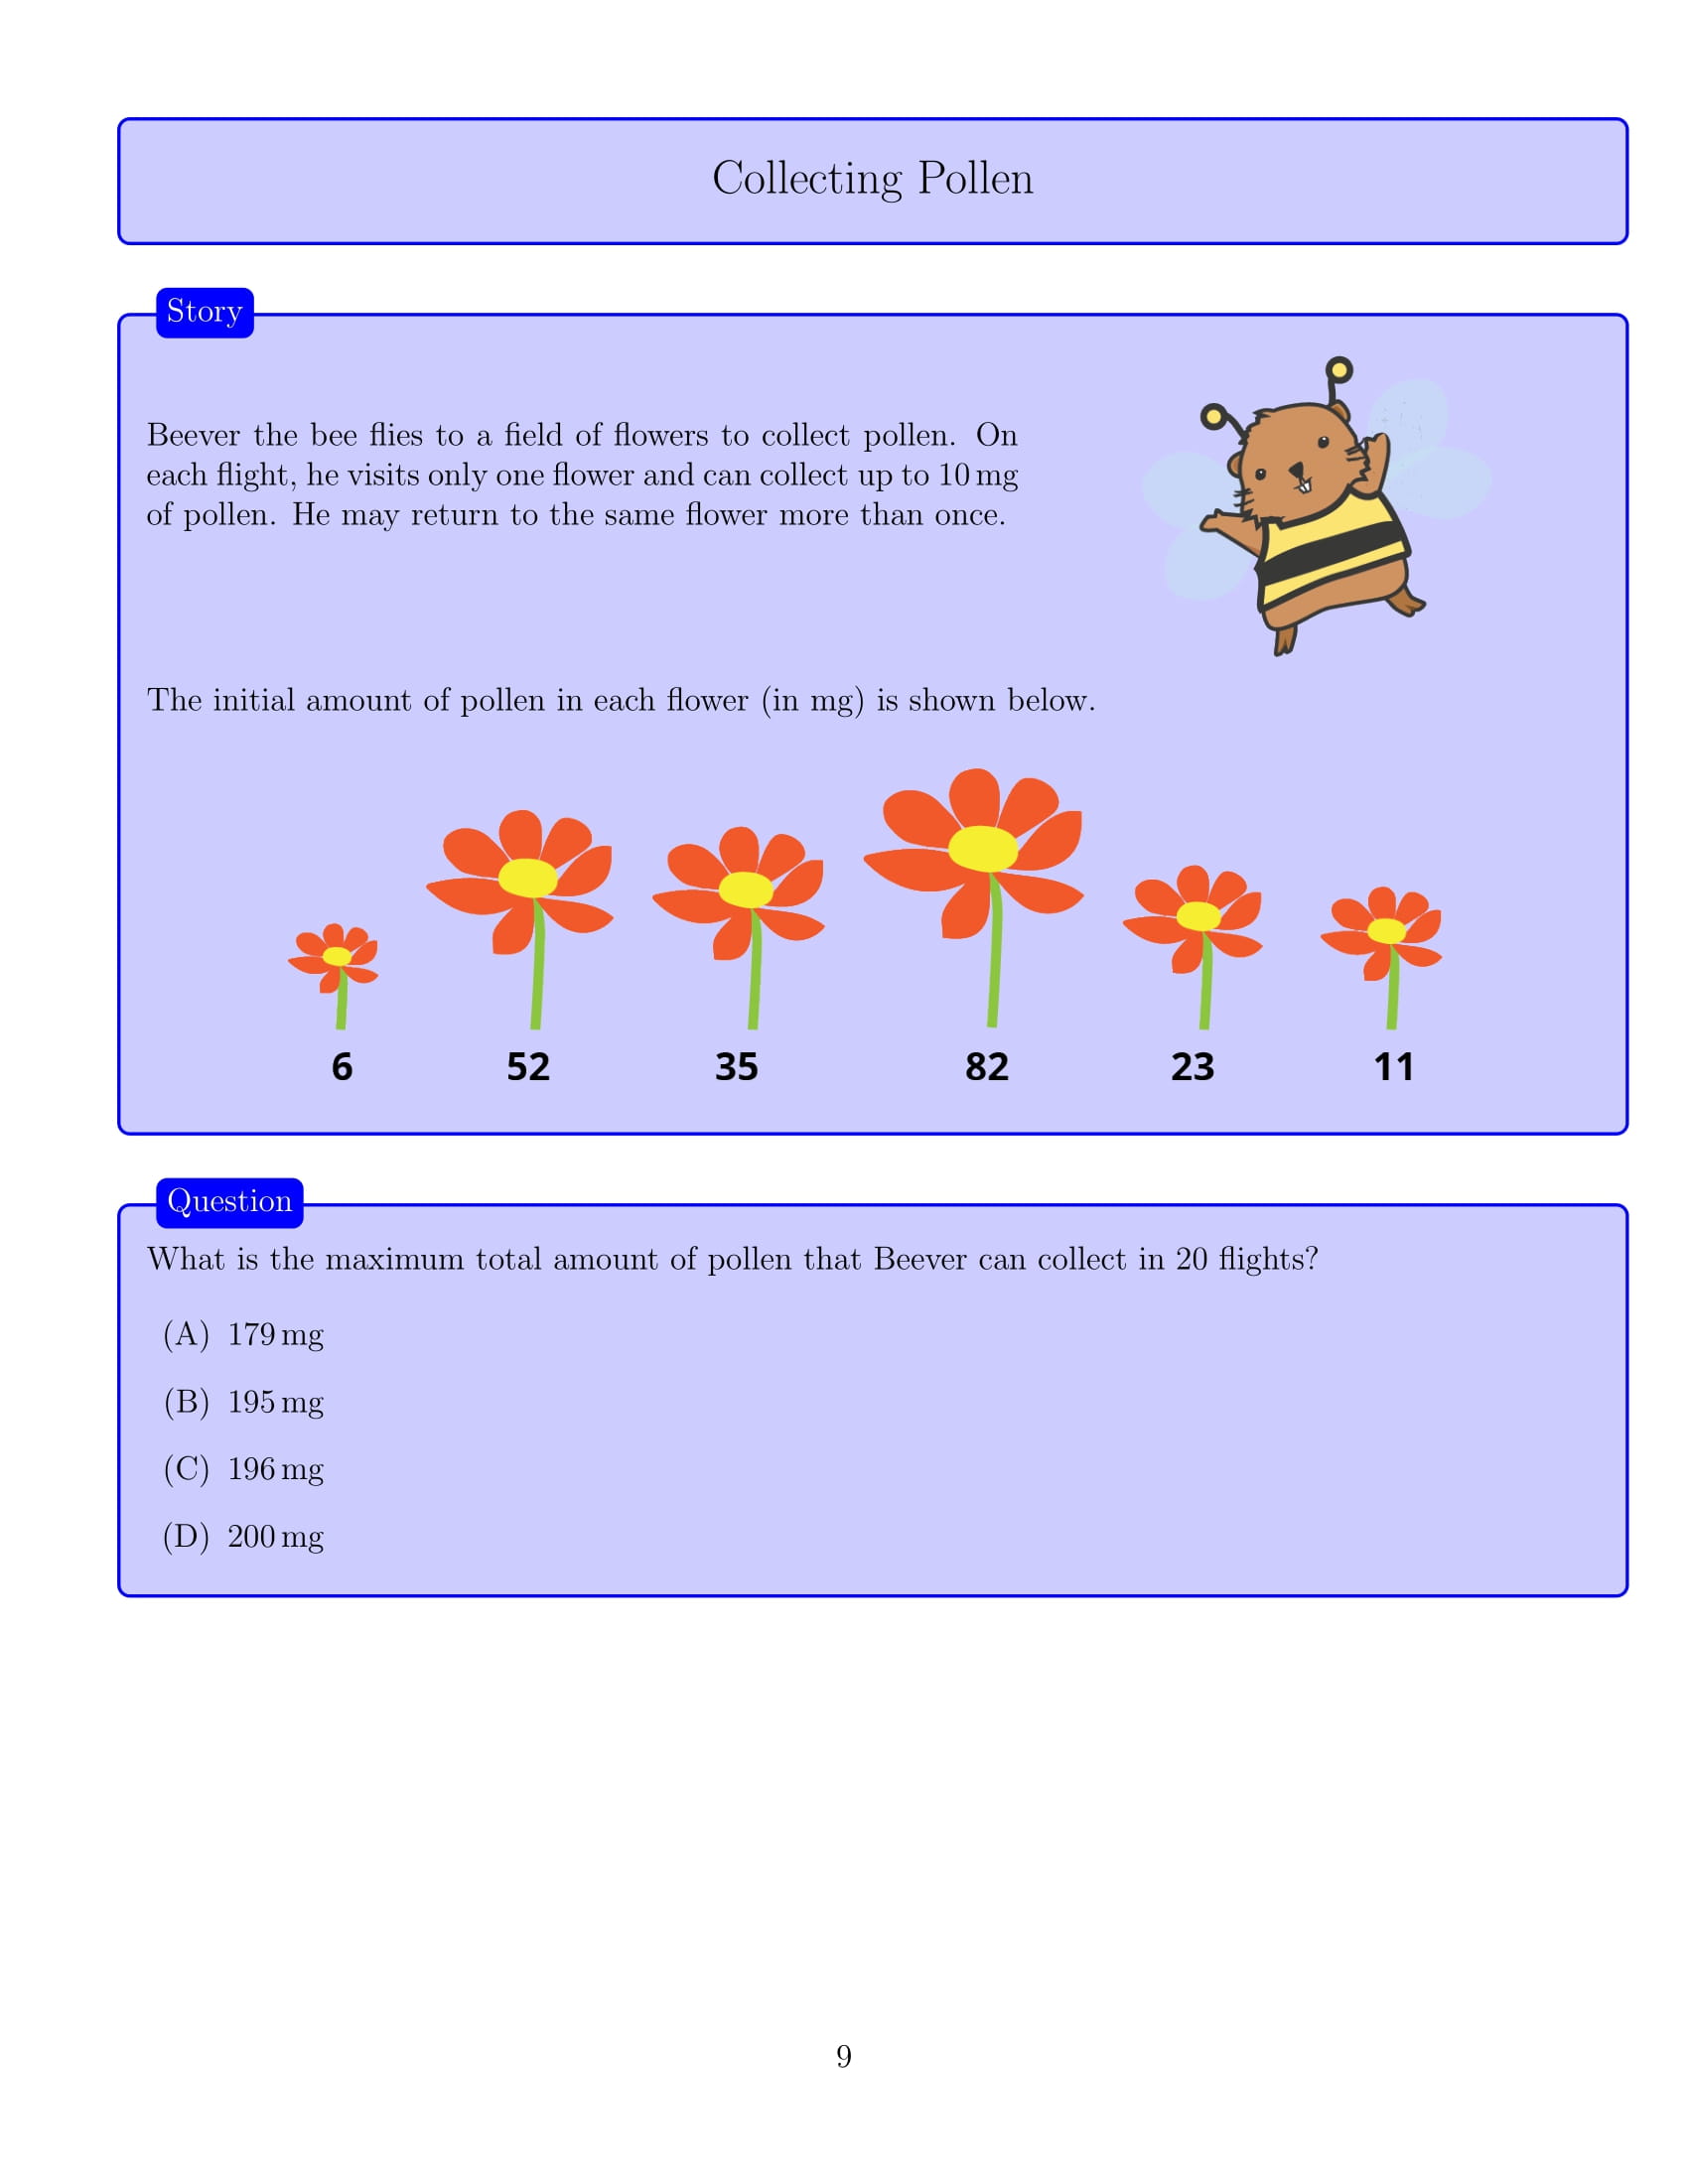 Collecting Pollen
Story
Beever the bee flies to a field of flowers to collect pollen. On
each flight, he visits only one flower and can collect up to 10 mg
of pollen. He may return to the same flower more than once.
The initial amount of pollen in each flower (in mg) is shown below.
6 52 35 82 23 11
Question
What is the maximum total amount of pollen that Beever can collect in 20 flights?
(A) 179 mg
(B) 195 mg
(C) 196 mg
(D) 200 mg
9